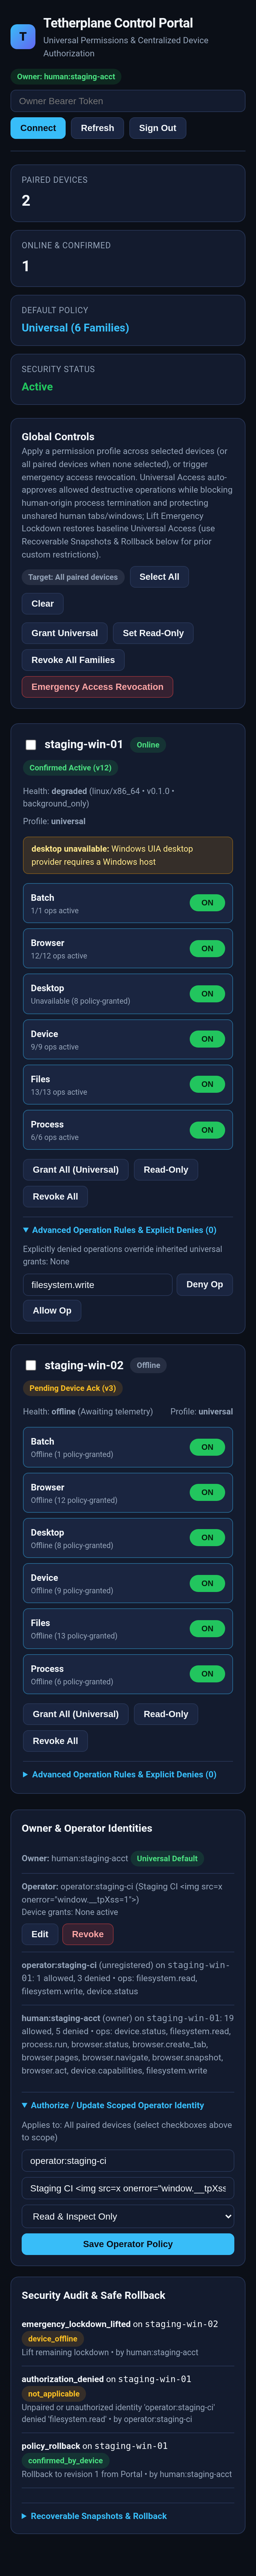 T
Tetherplane Control Portal
Universal Permissions & Centralized Device
Authorization
Owner: human:staging-acct
Owner Bearer Token
Connect
Refresh
Sign Out
PAIRED DEVICES
2
ONLINE & CONFIRMED
1
DEFAULT POLICY
Universal (6 Families)
SECURITY STATUS
Active
Global Controls
Apply a permission profile across selected devices (or
all paired devices when none selected), or trigger
emergency access revocation. Universal Access auto-
approves allowed destructive operations while blocking
human-origin process termination and protecting
unshared human tabs/windows; Lift Emergency
Lockdown restores baseline Universal Access (use
Recoverable Snapshots & Rollback below for prior
custom restrictions).
Target: All paired devices
Select All
Clear
Grant Universal
Set Read-Only
Revoke All Families
Emergency Access Revocation
staging-win-01
Online
Confirmed Active (v12)
Health: degraded (linux/x86_64 • v0.1.0 •
background_only)
Profile: universal
desktop unavailable: Windows UIA desktop
provider requires a Windows host
Batch
1/1 ops active
ON
Browser
12/12 ops active
ON
Desktop
Unavailable (8 policy-granted)
ON
Device
9/9 ops active
ON
Files
13/13 ops active
ON
Process
6/6 ops active
ON
Grant All (Universal)
Read-Only
Revoke All
▼ Advanced Operation Rules & Explicit Denies (0)
Explicitly denied operations override inherited universal
grants: None
filesystem.write
Deny Op
Allow Op
staging-win-02
Offline
Pending Device Ack (v3)
Health: offline (Awaiting telemetry)
Profile: universal
Batch
Offline (1 policy-granted)
ON
Browser
Offline (12 policy-granted)
ON
Desktop
Offline (8 policy-granted)
ON
Device
Offline (9 policy-granted)
ON
Files
Offline (13 policy-granted)
ON
Process
Offline (6 policy-granted)
ON
Grant All (Universal)
Read-Only
Revoke All
▶ Advanced Operation Rules & Explicit Denies (0)
Owner & Operator Identities
Owner: human:staging-acct
Universal Default
Operator: operator:staging-ci (Staging CI <img src=x
onerror="window.__tpXss=1">)
Device grants: None active
Edit
Revoke
operator:staging-ci (unregistered) on staging-win-
01: 1 allowed, 3 denied • ops: filesystem.read,
filesystem.write, device.status
human:staging-acct (owner) on staging-win-01: 19
allowed, 5 denied • ops: device.status, filesystem.read,
process.run, browser.status, browser.create_tab,
browser.pages, browser.navigate, browser.snapshot,
browser.act, device.capabilities, filesystem.write
▼ Authorize / Update Scoped Operator Identity
Applies to: All paired devices (select checkboxes above
to scope)
operator:staging-ci
Staging CI <img src=x onerror="window.__tpXss
Read & Inspect Only
Save Operator Policy
Security Audit & Safe Rollback
emergency_lockdown_lifted on staging-win-02
device_offline
Lift remaining lockdown • by human:staging-acct
authorization_denied on staging-win-01
not_applicable
Unpaired or unauthorized identity 'operator:staging-ci'
denied 'filesystem.read' • by operator:staging-ci
policy_rollback on staging-win-01
confirmed_by_device
Rollback to revision 1 from Portal • by human:staging-acct
▶ Recoverable Snapshots & Rollback